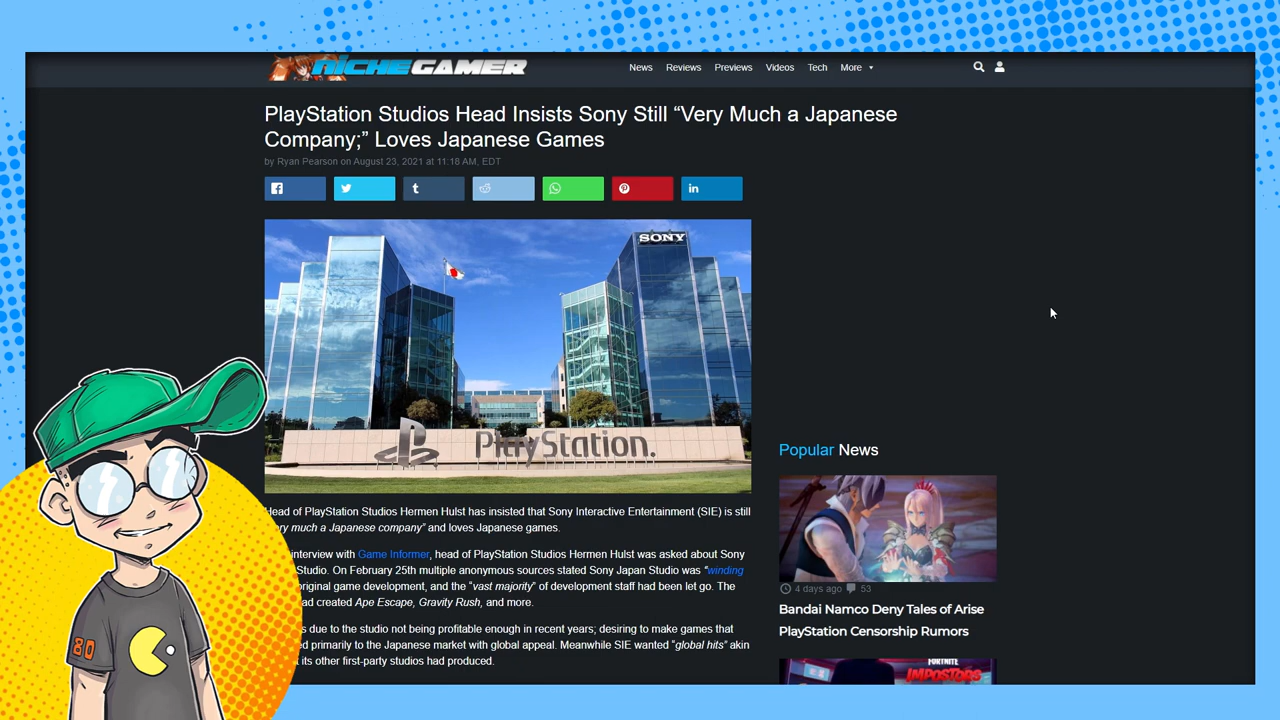 NICHEGAMER
News Reviews Previews Videos Tech More
PlayStation Studios Head Insists Sony Still “Very Much a Japanese
Company;” Loves Japanese Games
by Ryan Pearson on August 23, 2021 at 11:18 AM, EDT
SONY
PlayStation.
Head of PlayStation Studios Hermen Hulst has insisted that Sony Interactive Entertainment (SIE) is still
much a Japanese company” and loves Japanese games.
interview with Game Informer, head of PlayStation Studios Hermen Hulst was asked about Sony
Studio. On February 25th multiple anonymous sources stated Sony Japan Studio was “winding
original game development, and the “vast majority” of development staff had been let go. The
created Ape Escape, Gravity Rush, and more.
due to the studio not being profitable enough in recent years; desiring to make games that
primarily to the Japanese market with global appeal. Meanwhile SIE wanted “global hits” akin
its other first-party studios had produced.
Popular News
4 days ago 53
Bandai Namco Deny Tales of Arise
PlayStation Censorship Rumors
FORTNITE
IMPOSTORS
80